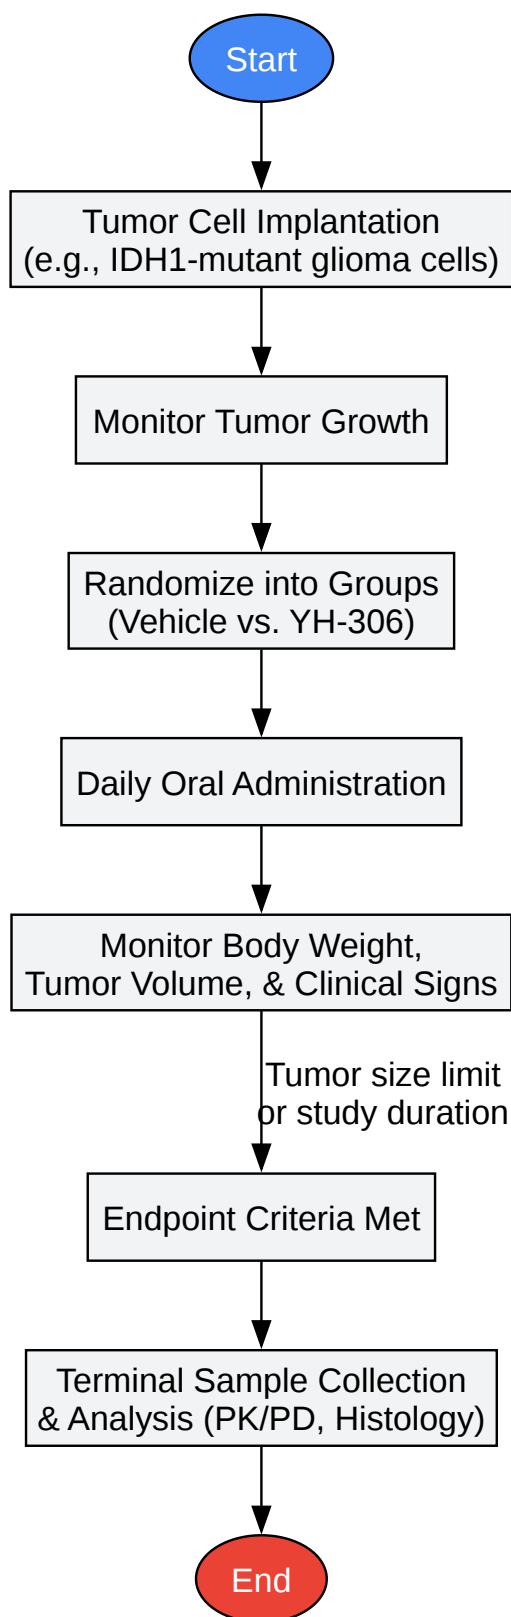 Start
Tumor Cell Implantation
(e.g., IDH1-mutant glioma cells)
Monitor Tumor Growth
Randomize into Groups
(Vehicle vs. YH-306)
Daily Oral Administration
Monitor Body Weight,
Tumor Volume, & Clinical Signs
Tumor size limit
or study duration
Endpoint Criteria Met
Terminal Sample Collection
& Analysis (PK/PD, Histology)
End